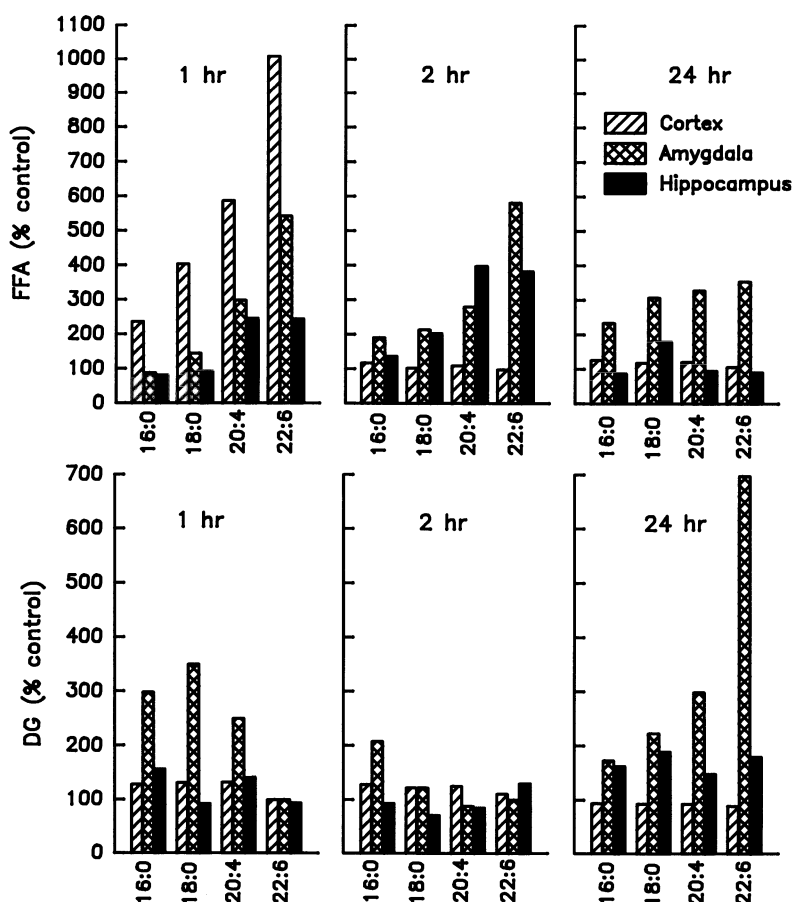 FFA (% control)
1100
1000
900
800
700
600
500
400
300
200
100
0
1 hr
2 hr
24 hr
Cortex
Amygdala
Hippocampus
16:0 18:0 20:4 22:6
16:0 18:0 20:4 22:6
16:0 18:0 20:4 22:6
DG (% control)
700
600
500
400
300
200
100
0
1 hr
2 hr
24 hr
16:0 18:0 20:4 22:6
16:0 18:0 20:4 22:6
16:0 18:0 20:4 22:6